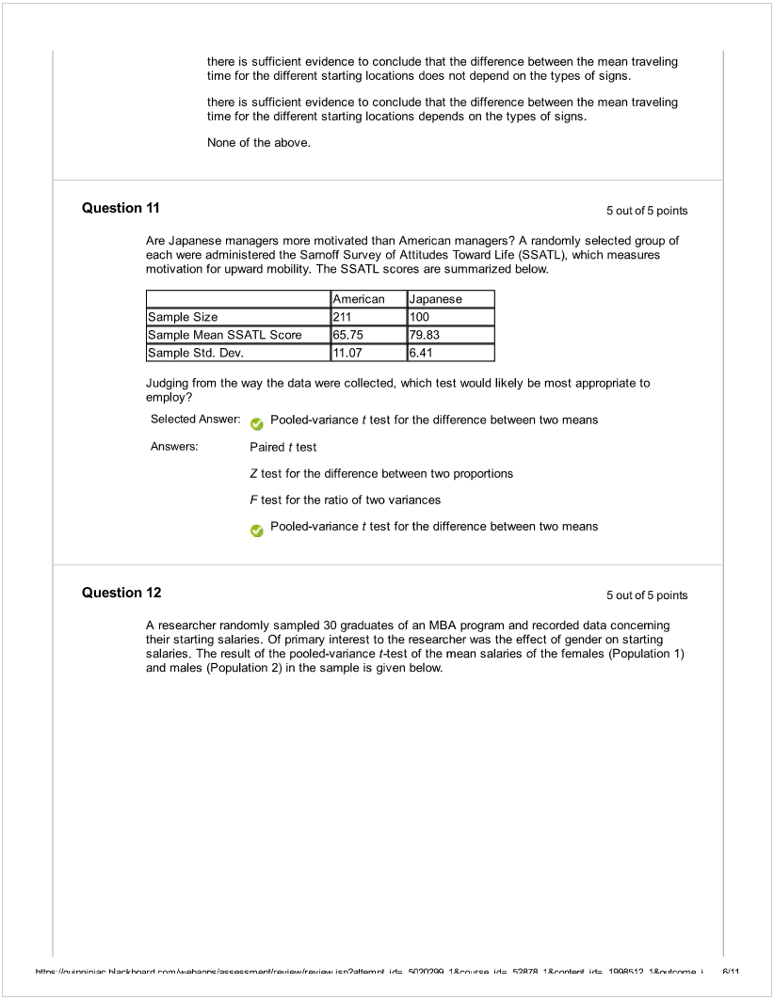 there is sufficient evidence to conclude that the difference between the mean traveling
time for the different starting locations does not depend on the types of signs.
there is sufficient evidence to conclude that the difference between the mean traveling
time for the different starting locations depends on the types of signs.
None of the above.
Question 11
5 out of 5 points
Are Japanese managers more motivated than American managers? A randomly selected group of
each were administered the Sarnoff Survey of Attitudes Toward Life (SSATL), which measures
motivation for upward mobility. The SSATL scores are summarized below.
American Japanese
Sample Size 211 100
Sample Mean SSATL Score 65.75 79.83
Sample Std. Dev. 11.07 6.41
Judging from the way the data were collected, which test would likely be most appropriate to
employ?
Selected Answer: Pooled-variance t test for the difference between two means
Answers: Paired t test
Z test for the difference between two proportions
F test for the ratio of two variances
Pooled-variance t test for the difference between two means
Question 12
5 out of 5 points
A researcher randomly sampled 30 graduates of an MBA program and recorded data concerning
their starting salaries. Of primary interest to the researcher was the effect of gender on starting
salaries. The result of the pooled-variance t-test of the mean salaries of the females (Population 1)
and males (Population 2) in the sample is given below.
https://quinnipiac.blackboard.com/webapps/assessment/review/review.jsp?attempt_id=_5020299_1&course_id=_52878_1&content_id=_1998512_1&outcome_i… 6/11